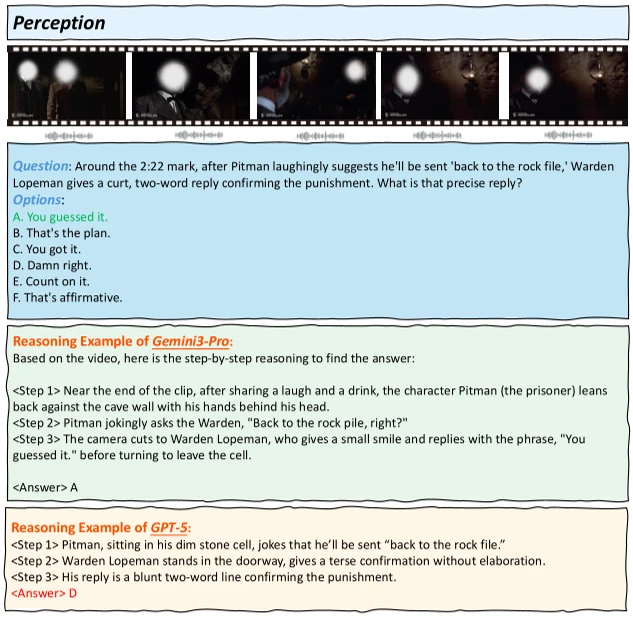 Perception
Question: Around the 2:22 mark, after Pitman laughingly suggests he'll be sent 'back to the rock file,' Warden
Lopeman gives a curt, two-word reply confirming the punishment. What is that precise reply?
Options:
A. You guessed it.
B. That's the plan.
C. You got it.
D. Damn right.
E. Count on it.
F. That's affirmative.
Reasoning Example of Gemini3-Pro:
Based on the video, here is the step-by-step reasoning to find the answer:
<Step 1> Near the end of the clip, after sharing a laugh and a drink, the character Pitman (the prisoner) leans
back against the cave wall with his hands behind his head.
<Step 2> Pitman jokingly asks the Warden, "Back to the rock pile, right?"
<Step 3> The camera cuts to Warden Lopeman, who gives a small smile and replies with the phrase, "You
guessed it." before turning to leave the cell.
<Answer> A
Reasoning Example of GPT-5:
<Step 1> Pitman, sitting in his dim stone cell, jokes that he’ll be sent “back to the rock file.”
<Step 2> Warden Lopeman stands in the doorway, gives a terse confirmation without elaboration.
<Step 3> His reply is a blunt two-word line confirming the punishment.
<Answer> D